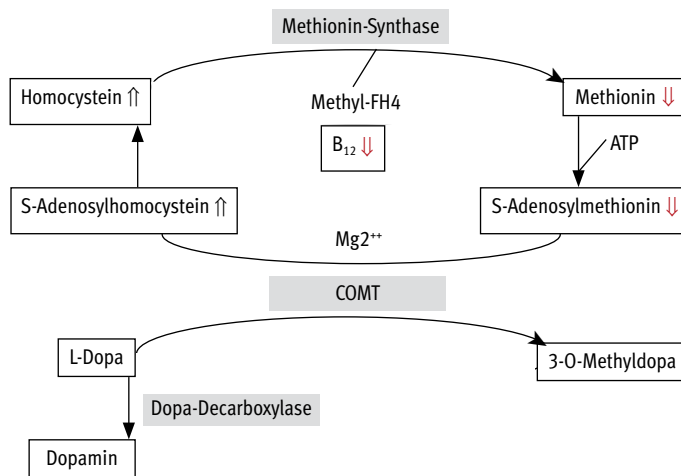 Methionin-Synthase
Homocystein ⇑
Methyl-FH4
Methionin ⇓
B₁₂ ⇓
ATP
S-Adenosylhomocystein ⇑
S-Adenosylmethionin ⇓
Mg2⁺⁺
COMT
L-Dopa
3-O-Methyldopa
Dopa-Decarboxylase
Dopamin